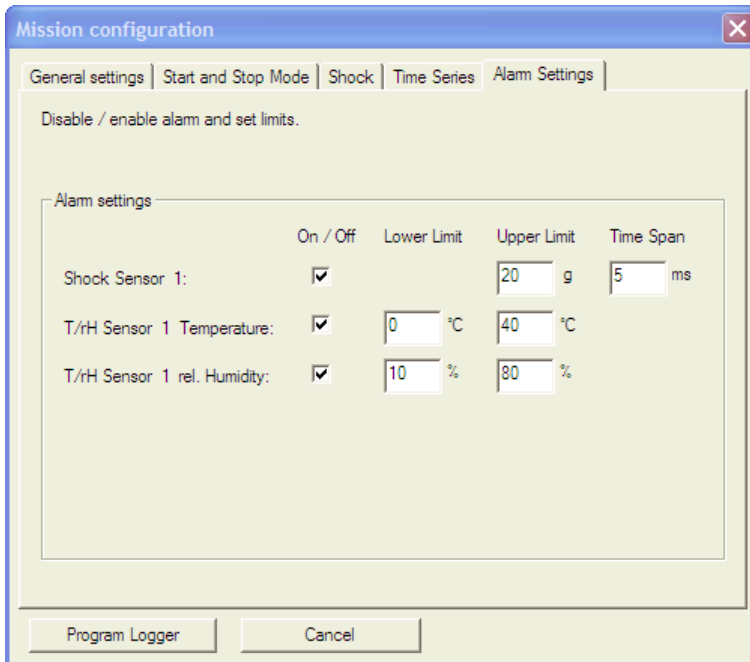 Mission configuration
General settings Start and Stop Mode Shock Time Series Alarm Settings
Disable / enable alarm and set limits.
Alarm settings
On / Off Lower Limit Upper Limit Time Span
Shock Sensor 1: 20 g 5 ms
T/rH Sensor 1 Temperature: 0 °C 40 °C
T/rH Sensor 1 rel. Humidity: 10 % 80 %
Program Logger Cancel